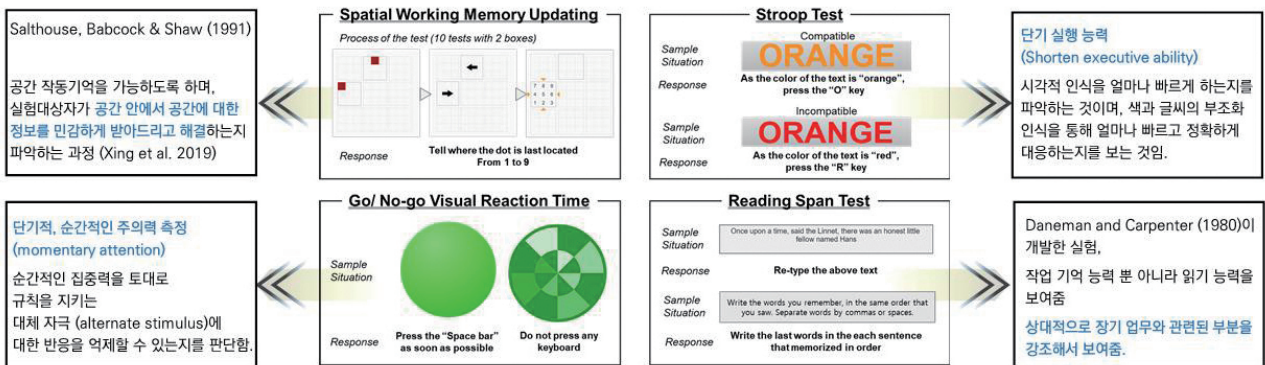 Salthouse, Babcock & Shaw (1991)
공간 작동기억을 가능하도록 하며,
실험대상자가 공간 안에서 공간에 대한
정보를 민감하게 받아드리고 해결하는지
파악하는 과정 (Xing et al. 2019)
Spatial Working Memory Updating
Process of the test (10 tests with 2 boxes)
7 8 9
4 5 6
1 2 3
Response
Tell where the dot is last located
From 1 to 9
Stroop Test
Compatible
Sample
Situation
ORANGE
Response
As the color of the text is “orange”,
press the “O” key
Incompatible
Sample
Situation
ORANGE
Response
As the color of the text is “red”,
press the “R” key
단기 실행 능력
(Shorten executive ability)
시각적 인식을 얼마나 빠르게 하는지를
파악하는 것이며, 색과 글씨의 부조화
인식을 통해 얼마나 빠르고 정확하게
대응하는지를 보는 것임.
단기적, 순간적인 주의력 측정
(momentary attention)
순간적인 집중력을 토대로
규칙을 지키는
대체 자극 (alternate stimulus)에
대한 반응을 억제할 수 있는지를 판단함.
Go/ No-go Visual Reaction Time
Sample
Situation
Response
Press the “Space bar”
as soon as possible
Do not press any
keyboard
Reading Span Test
Sample
Situation
Once upon a time, said the Linnet, there was an honest little
fellow named Hans
Response
Re-type the above text
Sample
Situation
Write the words you remember, in the same order that
you saw. Separate words by commas or spaces.
Response
Write the last words in the each sentence
that memorized in order
Daneman and Carpenter (1980)이
개발한 실험,
작업 기억 능력 뿐 아니라 읽기 능력을
보여줌
상대적으로 장기 업무와 관련된 부분을
강조해서 보여줌.